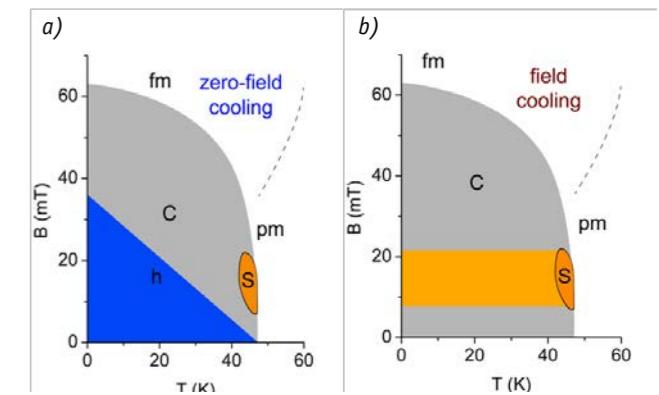 a)
fm
zero-field
cooling
60
40
20
0
B (mT)
C
pm
S
h
0 20 40 60
T (K)
b)
fm
field
cooling
60
40
20
0
B (mT)
C
pm
S
0 20 40 60
T (K)